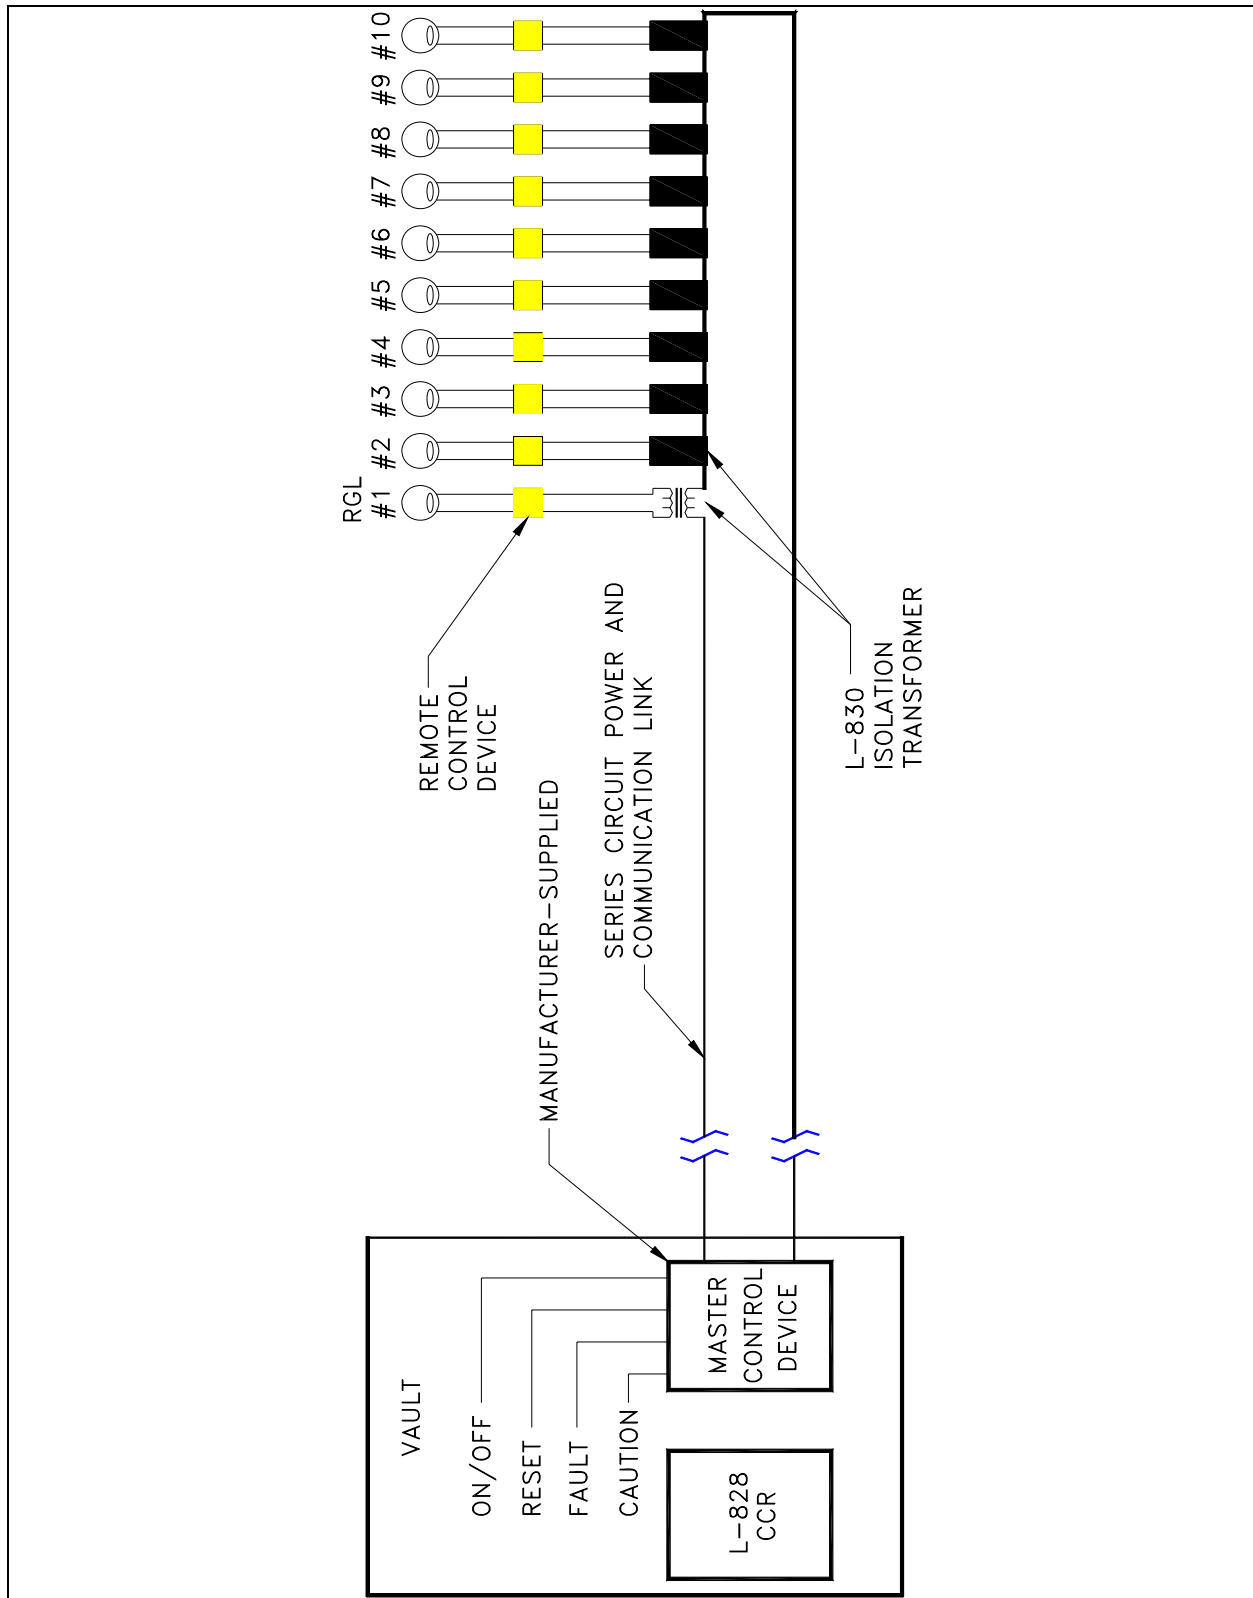 VAULT
ON/OFF
RESET
FAULT
CAUTION
L-828
CCR
MASTER
CONTROL
DEVICE
MANUFACTURER-SUPPLIED
SERIES CIRCUIT POWER AND
COMMUNICATION LINK
REMOTE
CONTROL
DEVICE
L-830
ISOLATION
TRANSFORMER
RGL
#1
#2
#3
#4
#5
#6
#7
#8
#9
#10